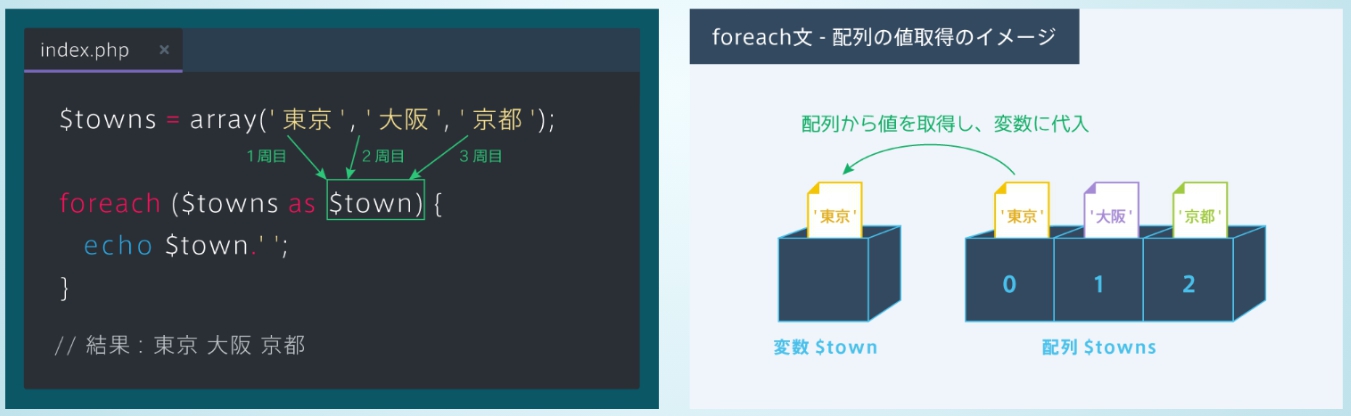 index.php ×
$towns = array(' 東京 ', ' 大阪 ', ' 京都 ');
1周目 2周目 3周目
foreach ($towns as $town) {
echo $town.' ';
}
// 結果 : 東京 大阪 京都
foreach文 - 配列の値取得のイメージ
配列から値を取得し、変数に代入
' 東京 ' ' 東京 ' ' 大阪 ' ' 京都 '
0 1 2
変数 $town 配列 $towns